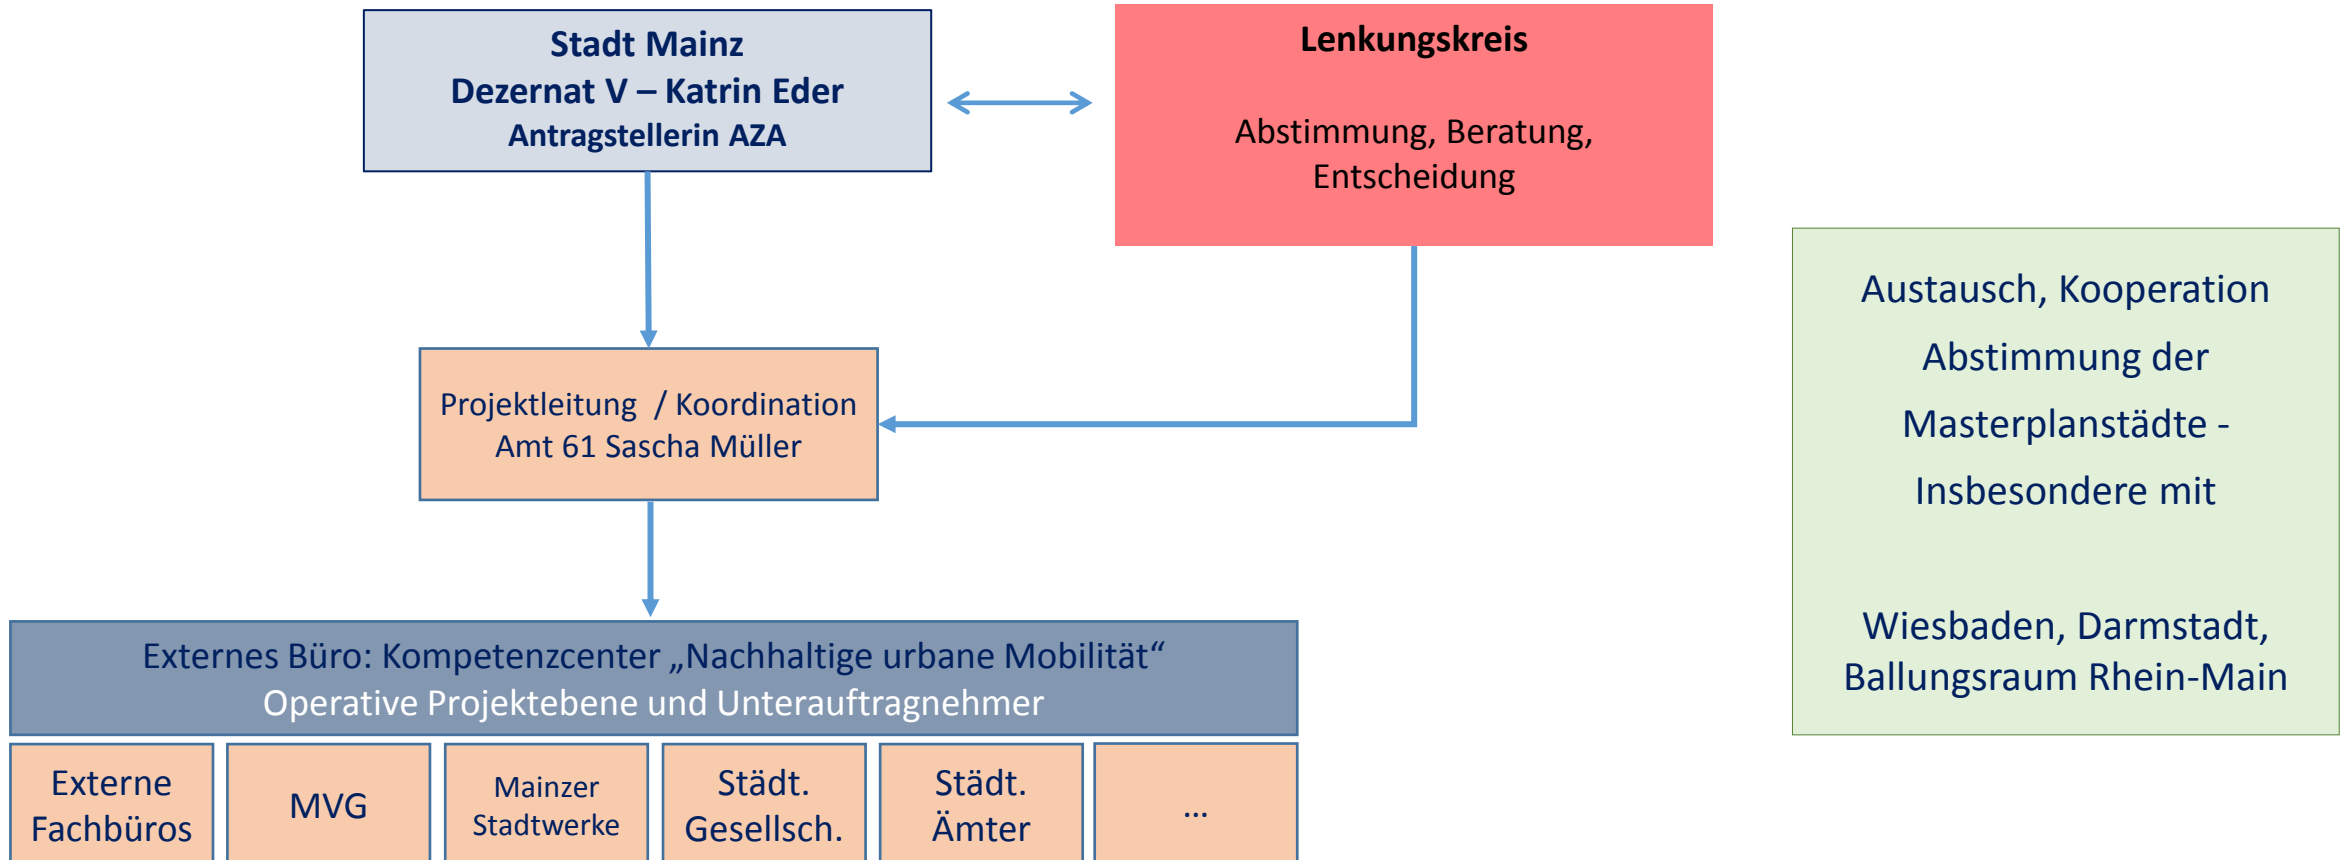 Stadt Mainz
Dezernat V – Katrin Eder
Antragstellerin AZA
Lenkungskreis
Abstimmung, Beratung,
Entscheidung
Projektleitung / Koordination
Amt 61 Sascha Müller
Austausch, Kooperation
Abstimmung der
Masterplanstädte -
Insbesondere mit
Wiesbaden, Darmstadt,
Ballungsraum Rhein-Main
Externes Büro: Kompetenzcenter „Nachhaltige urbane Mobilität“
Operative Projektebene und Unterauftragnehmer
Externe
Fachbüros
MVG
Mainzer
Stadtwerke
Städt.
Gesellsch.
Städt.
Ämter
...